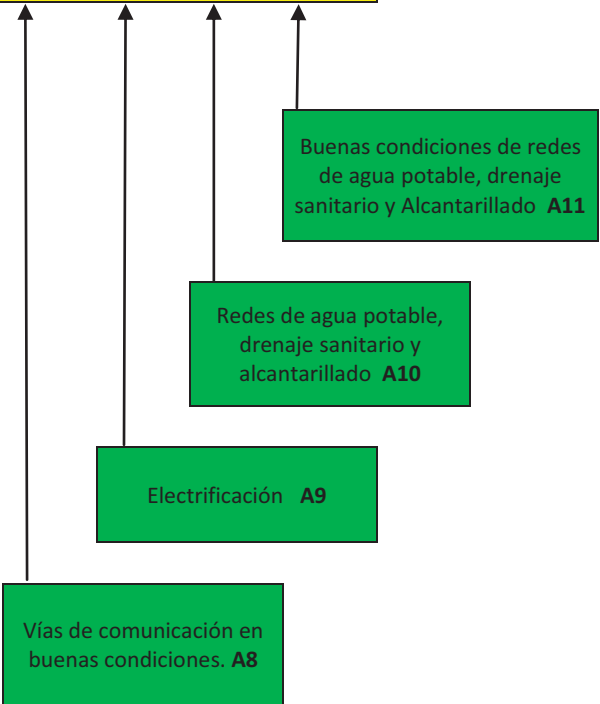 Buenas condiciones de redes
de agua potable, drenaje
sanitario y Alcantarillado A11
Redes de agua potable,
drenaje sanitario y
alcantarillado A10
Electrificación A9
Vías de comunicación en
buenas condiciones. A8